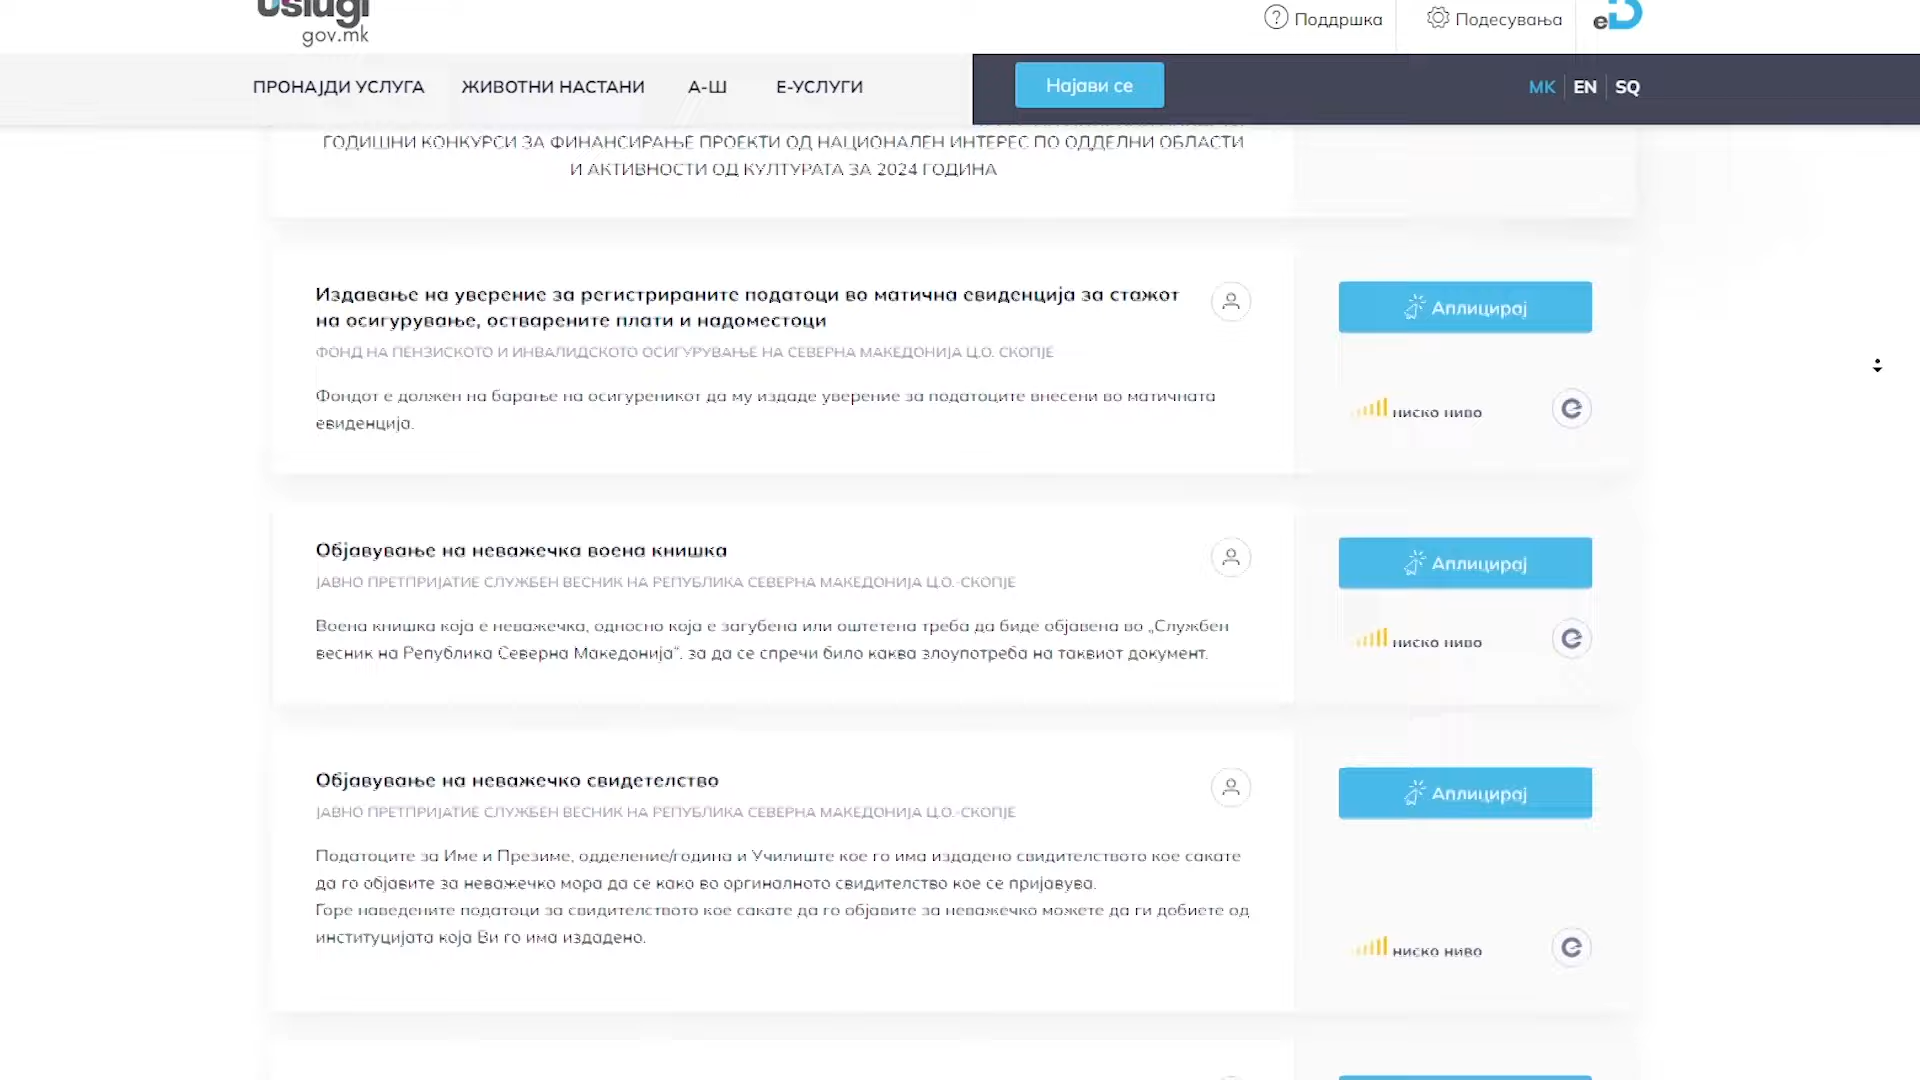 uslugi
gov.mk
Поддршка
Подесувања
ПРОНАЈДИ УСЛУГА
ЖИВОТНИ НАСТАНИ
А-Ш
Е-УСЛУГИ
Најави се
MK
EN
SQ
ГОДИШНИ КОНКУРСИ ЗА ФИНАНСИРАЊЕ ПРОЕКТИ ОД НАЦИОНАЛЕН ИНТЕРЕС ПО ОДДЕЛНИ ОБЛАСТИ
И АКТИВНОСТИ ОД КУЛТУРАТА ЗА 2024 ГОДИНА
Издавање на уверение за регистрираните податоци во матична евиденција за стажот
на осигурување, остварените плати и надоместоци
ФОНД НА ПЕНЗИСКОТО И ИНВАЛИДСКОТО ОСИГУРУВАЊЕ НА СЕВЕРНА МАКЕДОНИЈА Ц.О. СКОПЈЕ
Фондот е должен на барање на осигуреникот да му издаде уверение за податоците внесени во матичната
евиденција.
Аплицирај
ниско ниво
Објавување на неважечка воена книшка
ЈАВНО ПРЕТПРИЈАТИЕ СЛУЖБЕН ВЕСНИК НА РЕПУБЛИКА СЕВЕРНА МАКЕДОНИЈА Ц.О.-СКОПЈЕ
Воена книшка која е неважечка, односно која е загубена или оштетена треба да биде објавена во „Службен
весник на Република Северна Македонија“. за да се спречи било каква злоупотреба на таквиот документ.
Аплицирај
ниско ниво
Објавување на неважечко свидетелство
ЈАВНО ПРЕТПРИЈАТИЕ СЛУЖБЕН ВЕСНИК НА РЕПУБЛИКА СЕВЕРНА МАКЕДОНИЈА Ц.О.-СКОПЈЕ
Податоците за Име и Презиме, одделение/година и Училиште кое го има издадено свидителството кое сакате
да го објавите за неважечко мора да се како во оргиналното свидителство кое се пријавува.
Горе наведените податоци за свидителството кое сакате да го објавите за неважечко можете да ги добиете од
институцијата која Ви го има издадено.
Аплицирај
ниско ниво